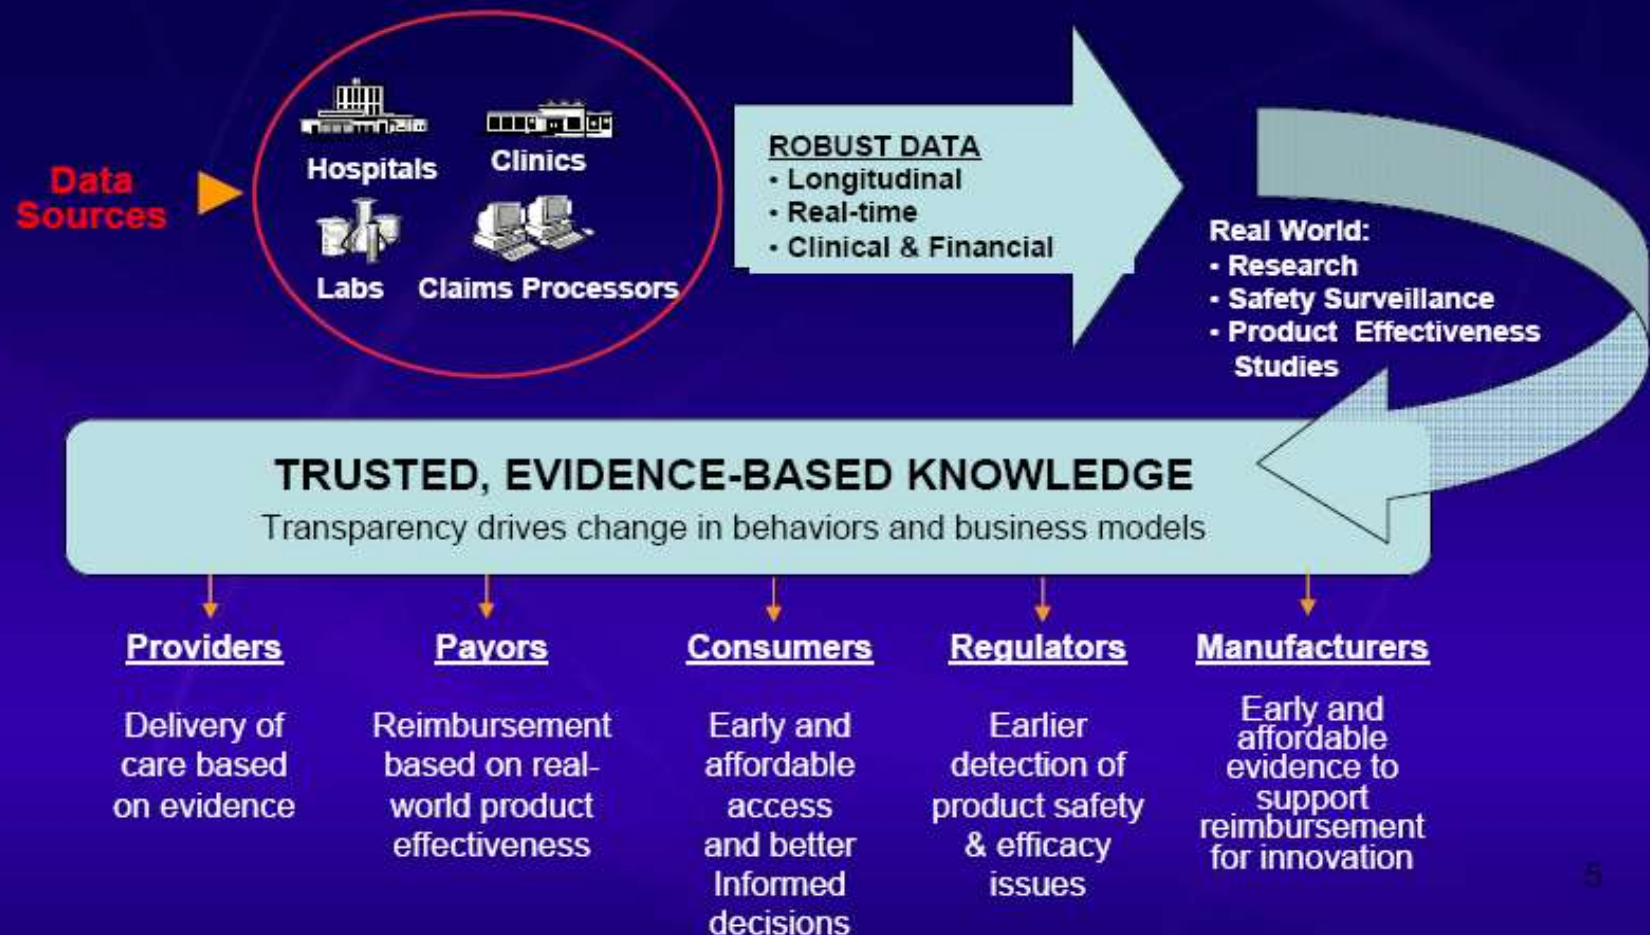 Data
Sources
Hospitals
Clinics
Labs
Claims Processors
ROBUST DATA
• Longitudinal
• Real-time
• Clinical & Financial
Real World:
• Research
• Safety Surveillance
• Product Effectiveness
Studies
TRUSTED, EVIDENCE-BASED KNOWLEDGE
Transparency drives change in behaviors and business models
Providers
Delivery of
care based
on evidence
Payors
Reimbursement
based on real-
world product
effectiveness
Consumers
Early and
affordable
access
and better
Informed
decisions
Regulators
Earlier
detection of
product safety
& efficacy
issues
Manufacturers
Early and
affordable
evidence to
support
reimbursement
for innovation
5